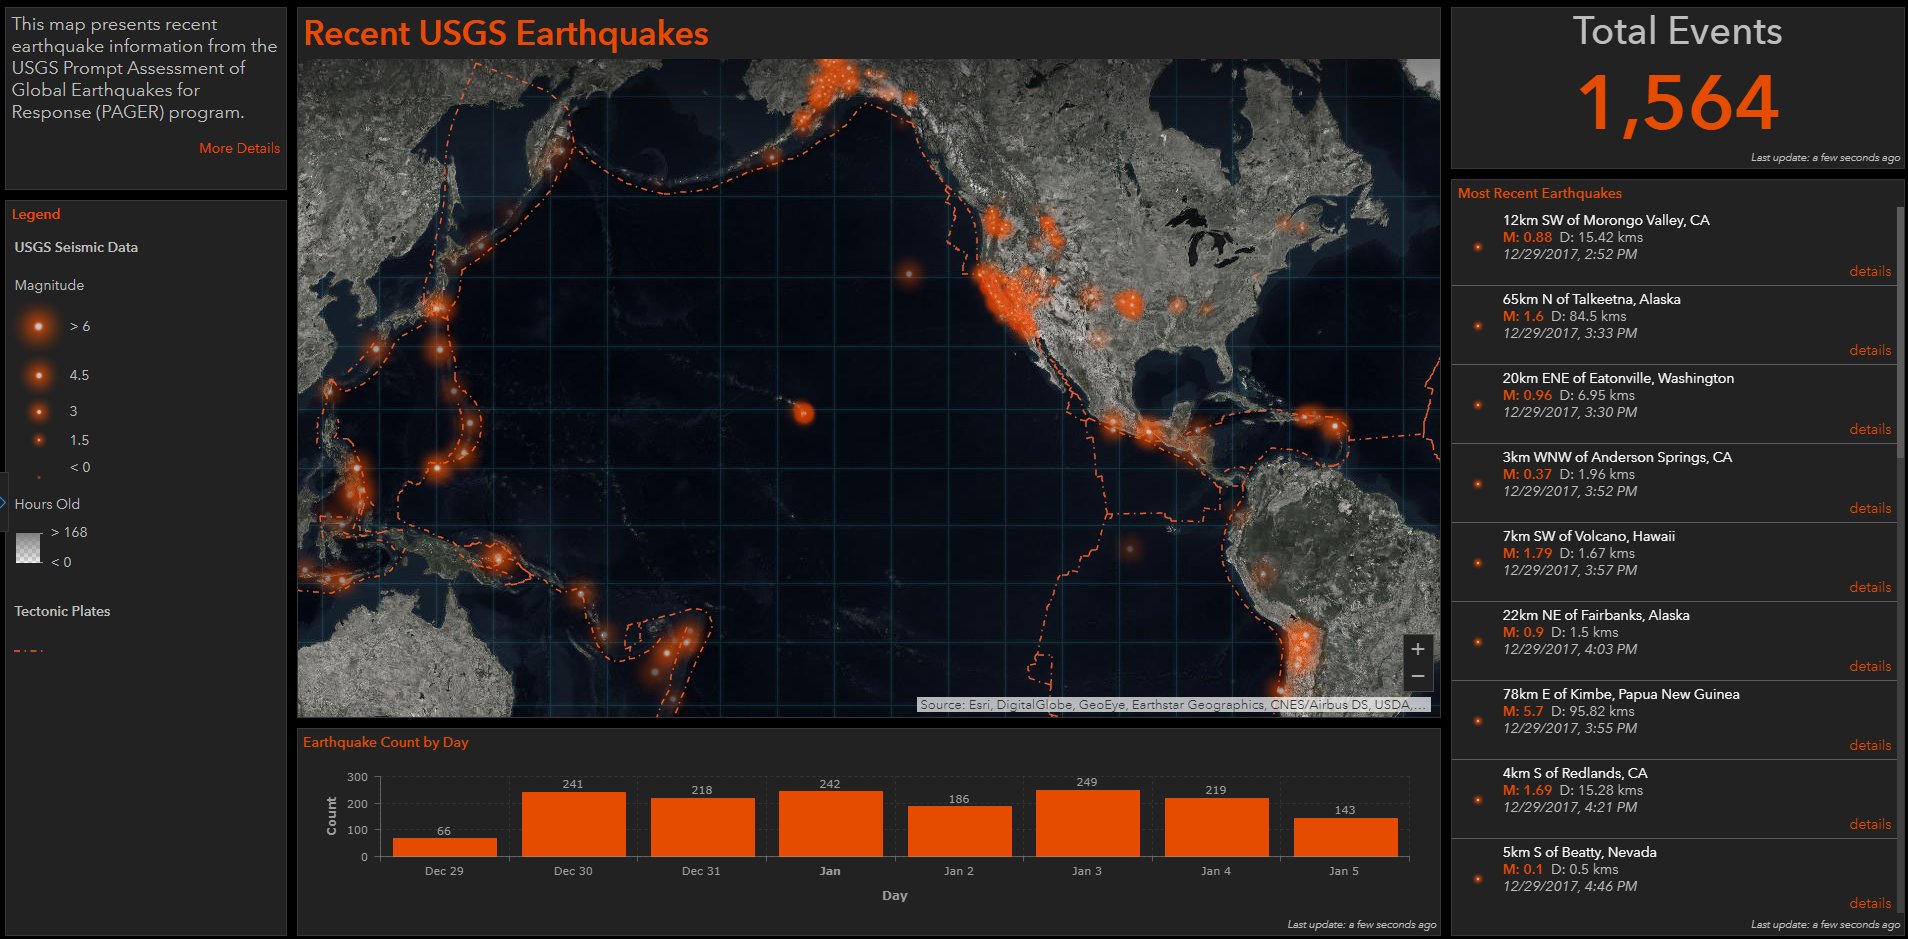 This map presents recent
earthquake information from the
USGS Prompt Assessment of
Global Earthquakes for
Response (PAGER) program.
More Details
Legend
USGS Seismic Data
Magnitude
> 6
4.5
3
1.5
< 0
Hours Old
> 168
< 0
Tectonic Plates
Recent USGS Earthquakes
+
−
Source: Esri, DigitalGlobe, GeoEye, Earthstar Geographics, CNES/Airbus DS, USDA,...
Earthquake Count by Day
Count
300
200
100
0
66
241
218
242
186
249
219
143
Dec 29
Dec 30
Dec 31
Jan
Jan 2
Jan 3
Jan 4
Jan 5
Day
Last update: a few seconds ago
Total Events
1,564
Last update: a few seconds ago
Most Recent Earthquakes
12km SW of Morongo Valley, CA
M: 0.88 D: 15.42 kms
12/29/2017, 2:52 PM
details
65km N of Talkeetna, Alaska
M: 1.6 D: 84.5 kms
12/29/2017, 3:33 PM
details
20km ENE of Eatonville, Washington
M: 0.96 D: 6.95 kms
12/29/2017, 3:30 PM
details
3km WNW of Anderson Springs, CA
M: 0.37 D: 1.96 kms
12/29/2017, 3:52 PM
details
7km SW of Volcano, Hawaii
M: 1.79 D: 1.67 kms
12/29/2017, 3:57 PM
details
22km NE of Fairbanks, Alaska
M: 0.9 D: 1.5 kms
12/29/2017, 4:03 PM
details
78km E of Kimbe, Papua New Guinea
M: 5.7 D: 95.82 kms
12/29/2017, 3:55 PM
details
4km S of Redlands, CA
M: 1.69 D: 15.28 kms
12/29/2017, 4:21 PM
details
5km S of Beatty, Nevada
M: 0.1 D: 0.5 kms
12/29/2017, 4:46 PM
details
Last update: a few seconds ago